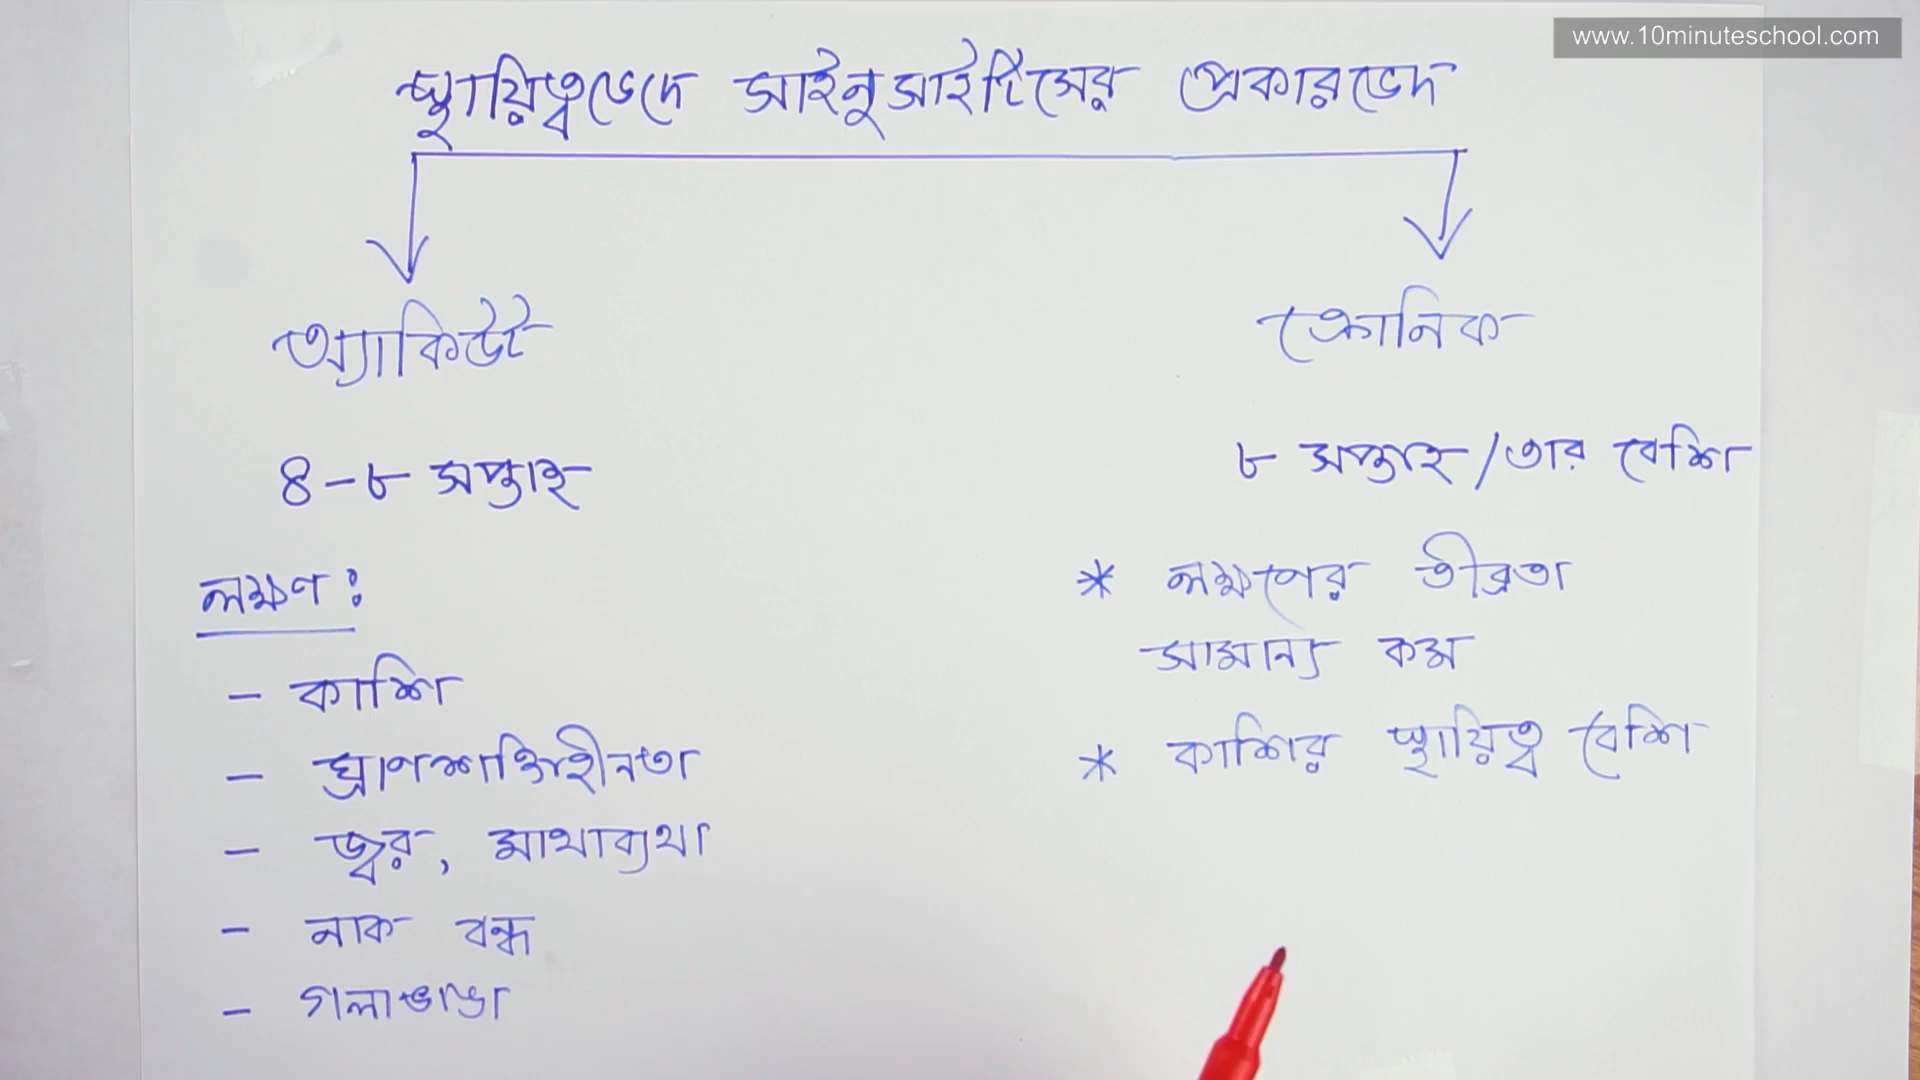 www.10minuteschool.com
স্থায়িত্বভেদে সাইনুসাইটিসের প্রকারভেদ
অ্যাকিউট
৪-৮ সপ্তাহ
লক্ষণ:
- কাশি
- ঘ্রাণশক্তিহীনতা
- জ্বর, মাথাব্যথা
- নাক বন্ধ
- গলাভাঙা
ক্রোনিক
৮ সপ্তাহ/তার বেশি
* লক্ষণের তীব্রতা
সামান্য কম
* কাশির স্থায়িত্ব বেশি